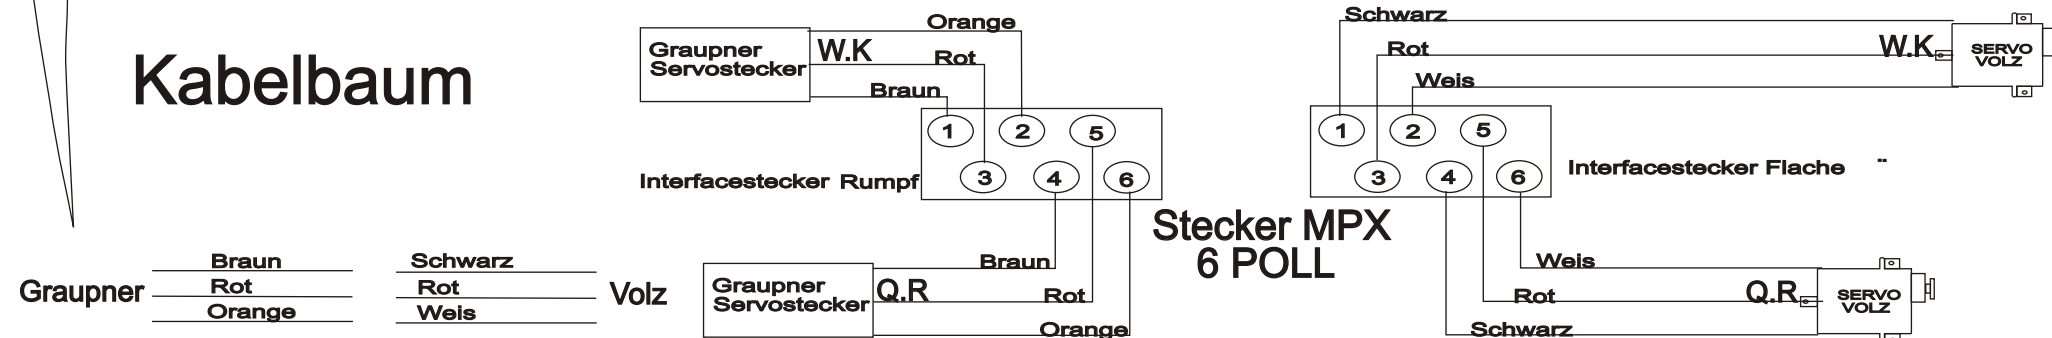 Kabelbaum
Graupner
Servostecker
W.K
Orange
Rot
Braun
1 2 5
3 4 6
Interfacestecker Rumpf
Schwarz
Rot
Weis
W.K
SERVO
VOLZ
1 2 5
3 4 6
Interfacestecker Flache ¨
Stecker MPX
6 POLL
Graupner
Braun
Rot
Orange
Schwarz
Rot
Weis
Volz
Graupner
Servostecker
Q.R
Braun
Rot
Orange
Weis
Rot
Schwarz
Q.R
SERVO
VOLZ